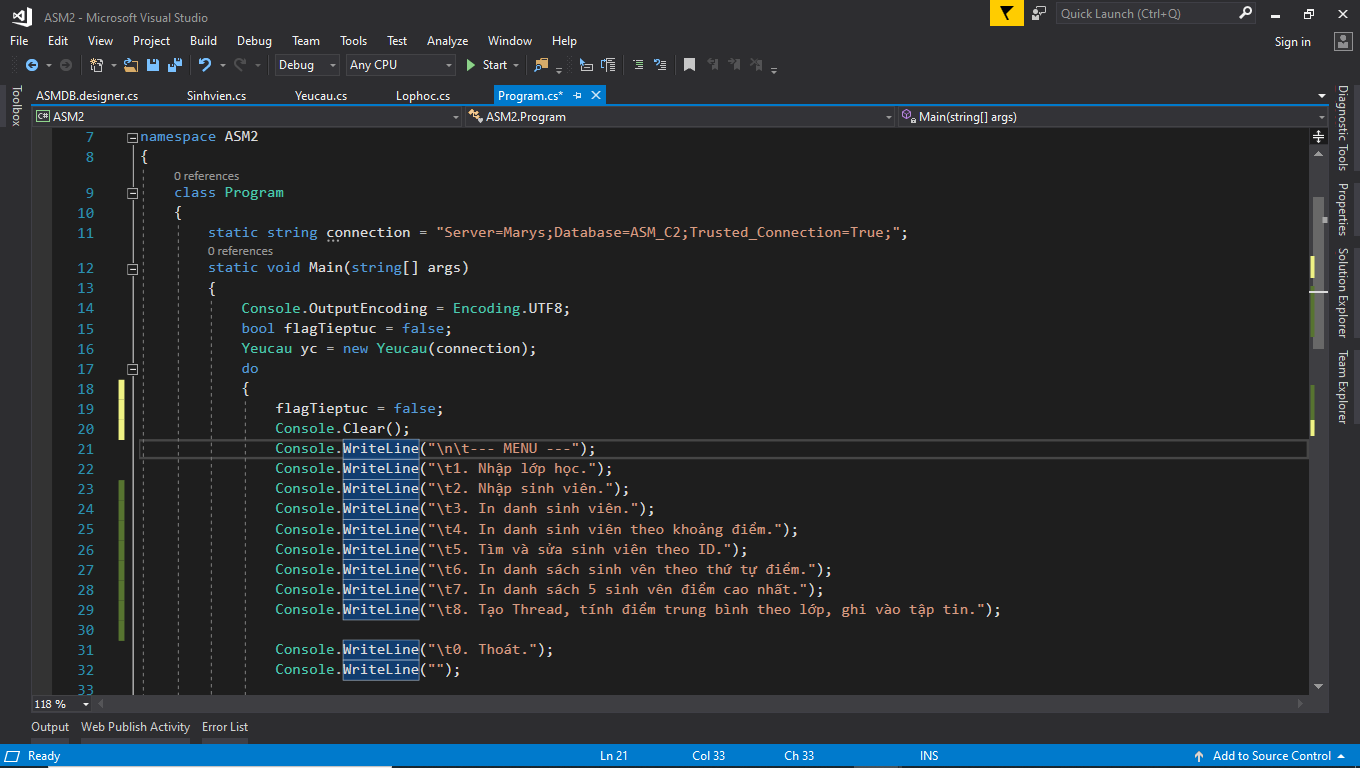 ASM2 - Microsoft Visual Studio
Quick Launch (Ctrl+Q)
File Edit View Project Build Debug Team Tools Test Analyze Window Help
Sign in
Debug Any CPU Start
ASMDB.designer.cs Sinhvien.cs Yeucau.cs Lophoc.cs Program.cs*
C# ASM2 ASM2.Program Main(string[] args)
Toolbox
Diagnostic Tools
Properties
Solution Explorer
Team Explorer
7 namespace ASM2
8 {
0 references
9 class Program
10 {
11 static string connection = "Server=Marys;Database=ASM_C2;Trusted_Connection=True;";
0 references
12 static void Main(string[] args)
13 {
14 Console.OutputEncoding = Encoding.UTF8;
15 bool flagTieptuc = false;
16 Yeucau yc = new Yeucau(connection);
17 do
18 {
19 flagTieptuc = false;
20 Console.Clear();
21 Console.WriteLine("\n\t--- MENU ---");
22 Console.WriteLine("\t1. Nhập lớp học.");
23 Console.WriteLine("\t2. Nhập sinh viên.");
24 Console.WriteLine("\t3. In danh sinh viên.");
25 Console.WriteLine("\t4. In danh sinh viên theo khoảng điểm.");
26 Console.WriteLine("\t5. Tìm và sửa sinh viên theo ID.");
27 Console.WriteLine("\t6. In danh sách sinh vên theo thứ tự điểm.");
28 Console.WriteLine("\t7. In danh sách 5 sinh vên điểm cao nhất.");
29 Console.WriteLine("\t8. Tạo Thread, tính điểm trung bình theo lớp, ghi vào tập tin.");
30
31 Console.WriteLine("\t0. Thoát.");
32 Console.WriteLine("");
33
118 %
Output Web Publish Activity Error List
Ready Ln 21 Col 33 Ch 33 INS Add to Source Control